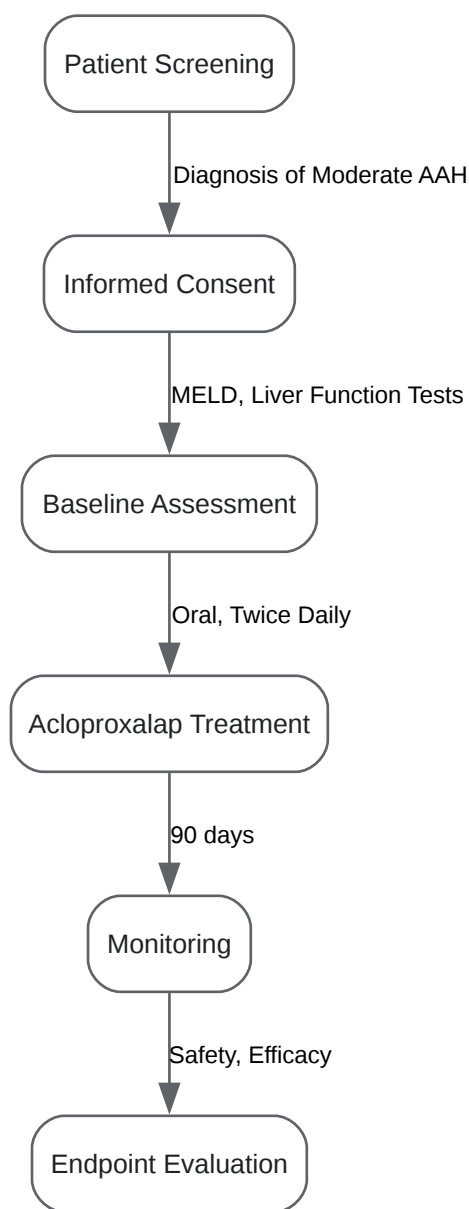 Patient Screening
Diagnosis of Moderate AAH
Informed Consent
MELD, Liver Function Tests
Baseline Assessment
Oral, Twice Daily
Acloproxalap Treatment
90 days
Monitoring
Safety, Efficacy
Endpoint Evaluation